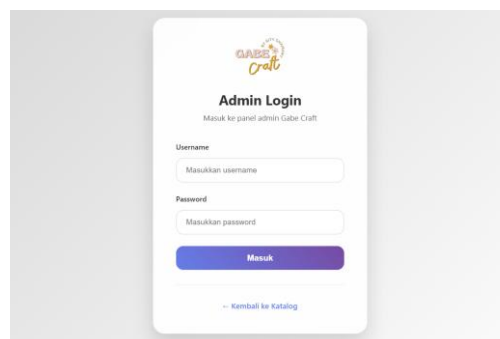 GABE
Craft
Admin Login
Masuk ke panel admin Gabe Craft
Username
Masukkan username
Password
Masukkan password
Masuk
← Kembali ke Katalog